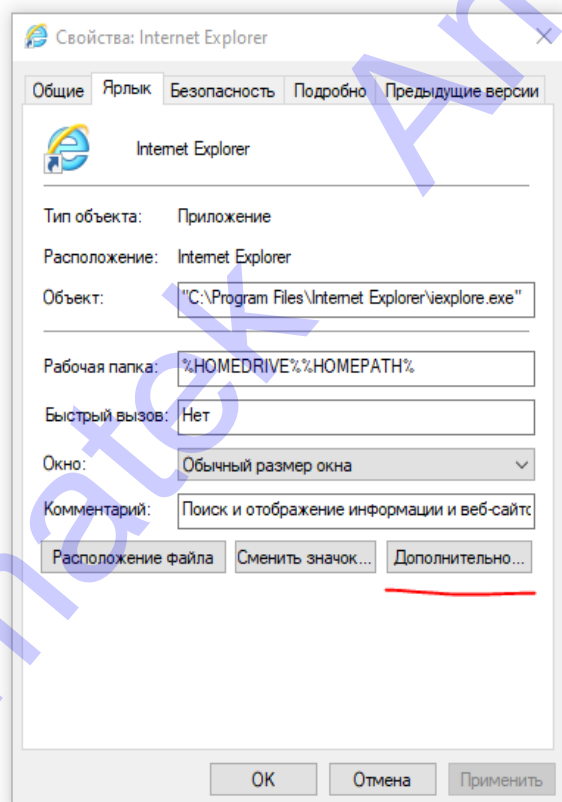 Свойства: Internet Explorer
Общие Ярлык Безопасность Подробно Предыдущие версии
Internet Explorer
Тип объекта: Приложение
Расположение: Internet Explorer
Объект: "C:\Program Files\Internet Explorer\iexplore.exe"
Рабочая папка: %HOMEDRIVE%%HOMEPATH%
Быстрый вызов: Нет
Окно: Обычный размер окна
Комментарий: Поиск и отображение информации и веб-сайтс
Расположение файла Сменить значок... Дополнительно...
OK Отмена Применить